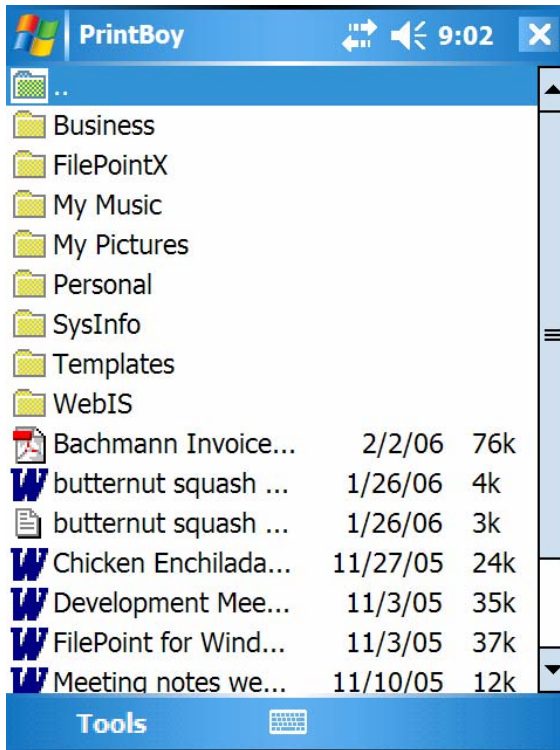 PrintBoy 9:02
..
Business
FilePointX
My Music
My Pictures
Personal
SysInfo
Templates
WebIS
Bachmann Invoice... 2/2/06 76k
butternut squash ... 1/26/06 4k
butternut squash ... 1/26/06 3k
Chicken Enchilada... 11/27/05 24k
Development Mee... 11/3/05 35k
FilePoint for Wind... 11/3/05 37k
Meeting notes we... 11/10/05 12k
Tools